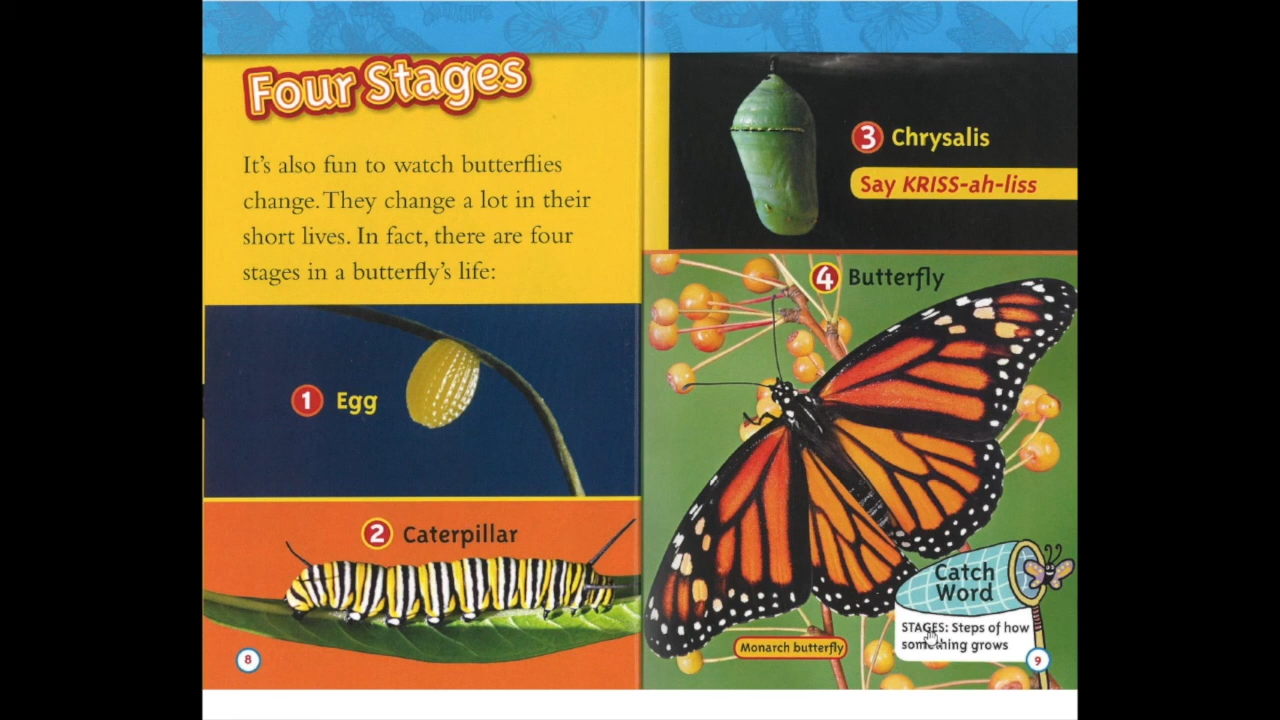 Four Stages
It's also fun to watch butterflies
change. They change a lot in their
short lives. In fact, there are four
stages in a butterfly's life:
1 Egg
2 Caterpillar
8
3 Chrysalis
Say KRISS-ah-liss
4 Butterfly
Monarch butterfly
Catch
Word
STAGES: Steps of how
something grows
9